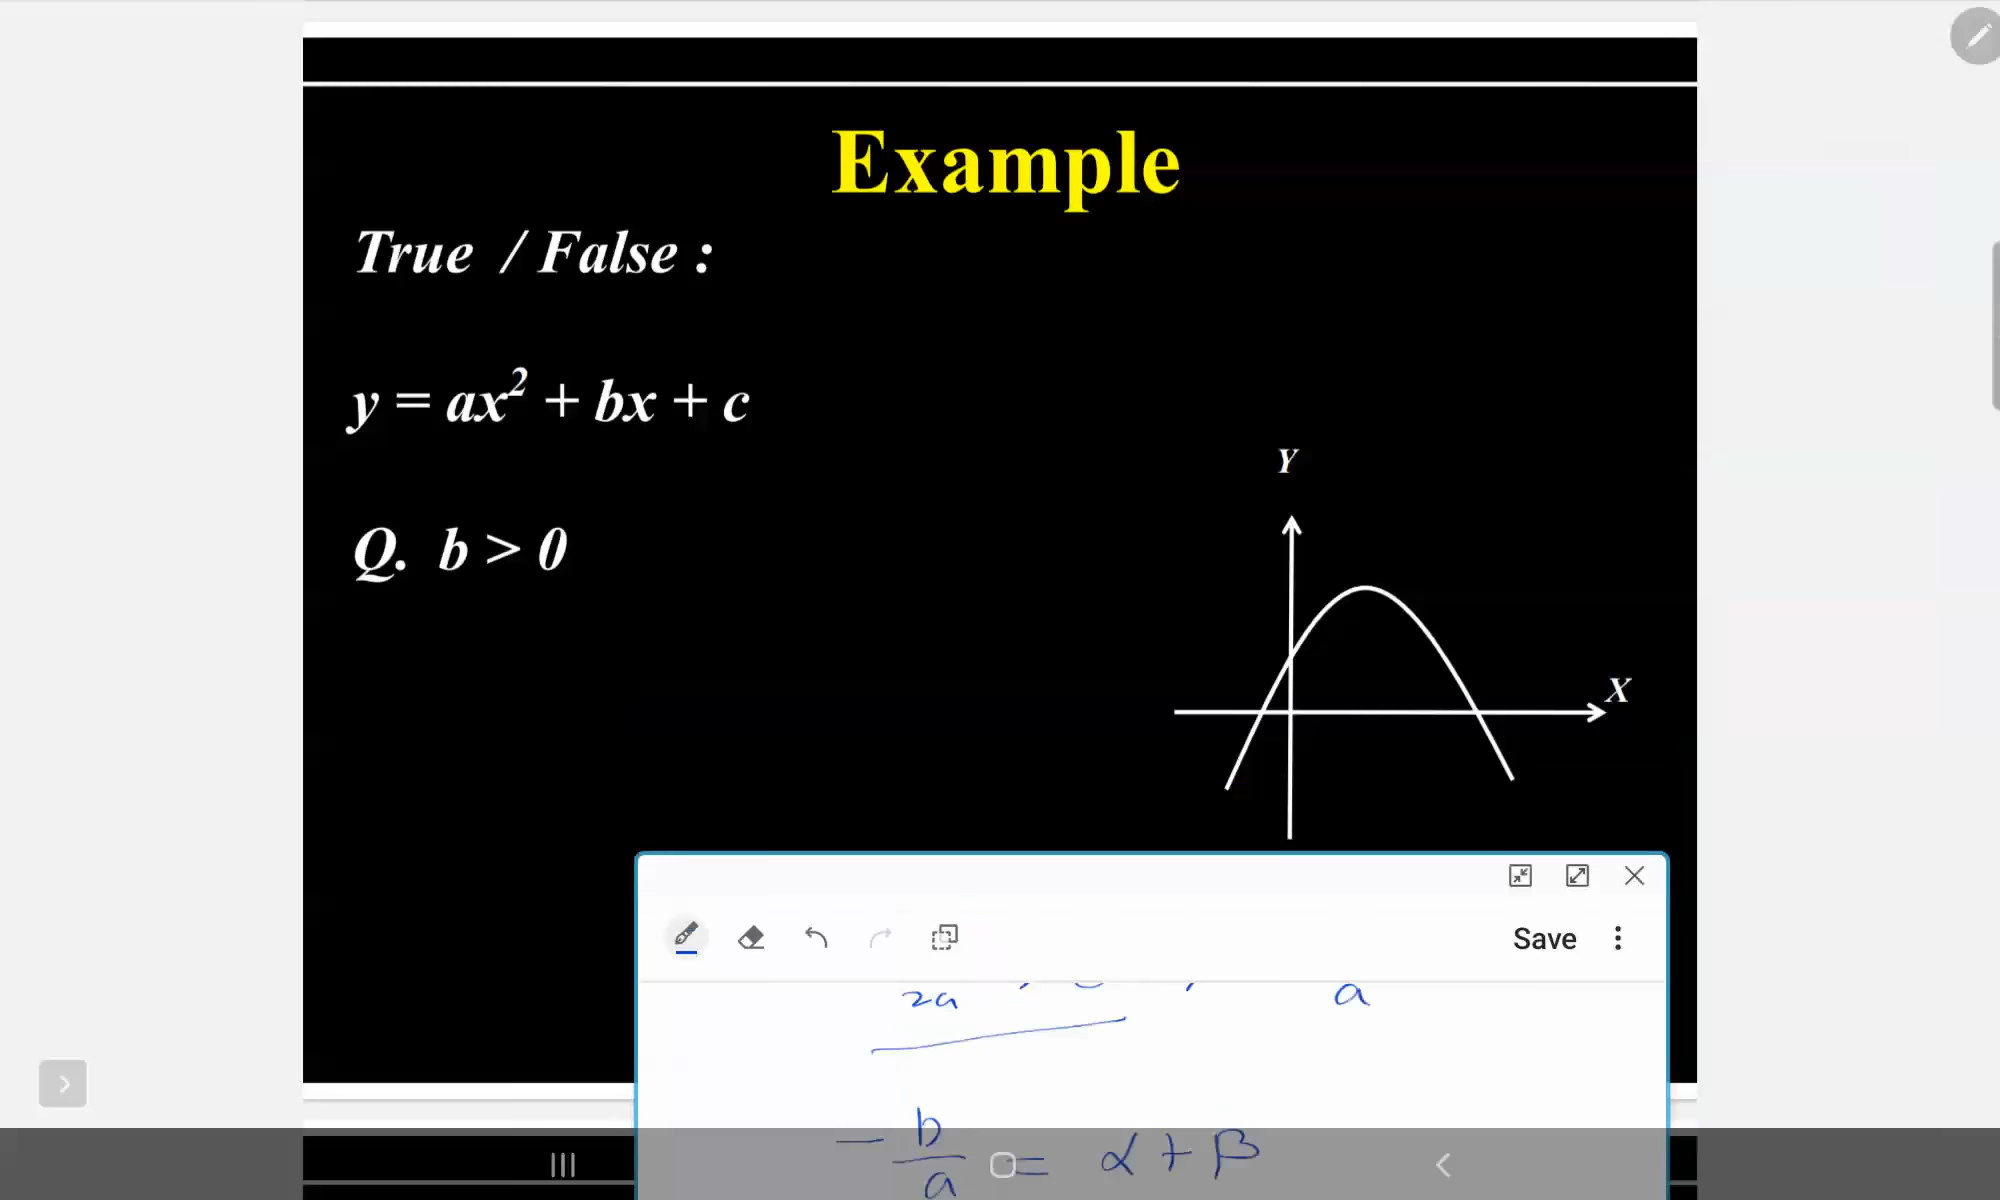 Example
True / False :
y = ax² + bx + c
Q. b > 0
Y
X
Save
2a a
- b/a = α + β